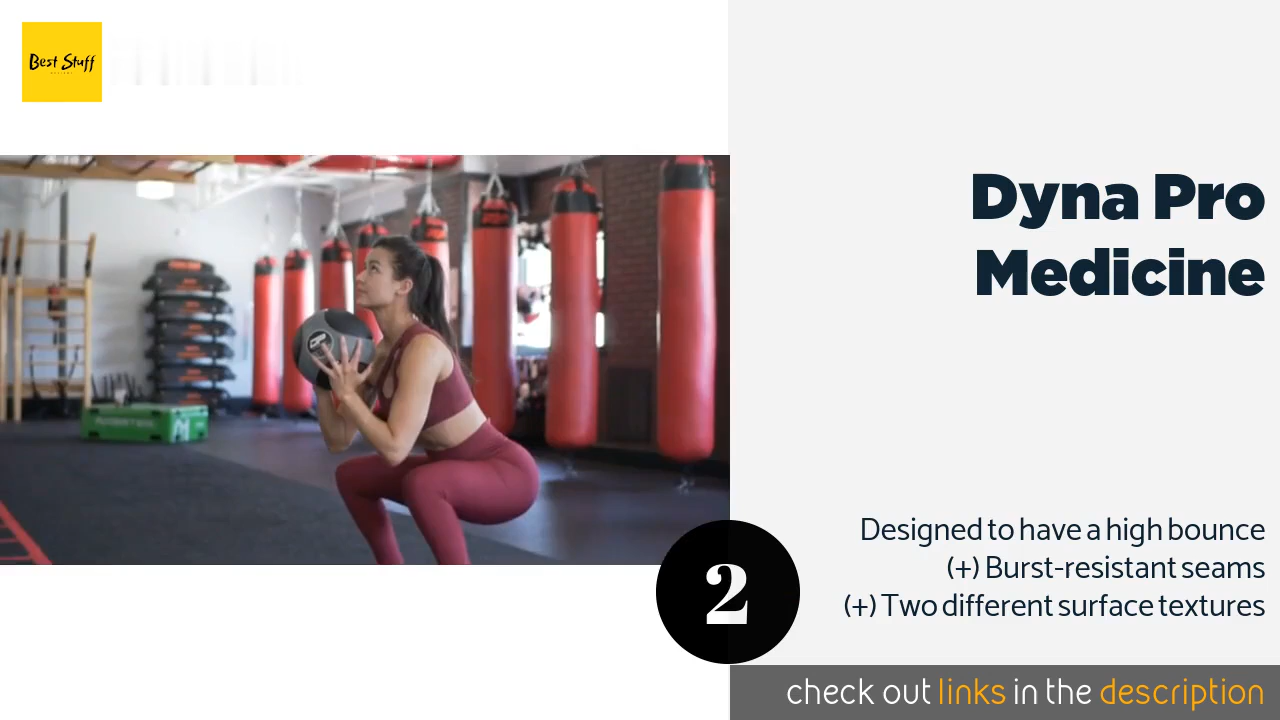 Best Stuff
Dyna Pro
Medicine
Designed to have a high bounce
(+) Burst-resistant seams
(+) Two different surface textures
2
check out links in the description